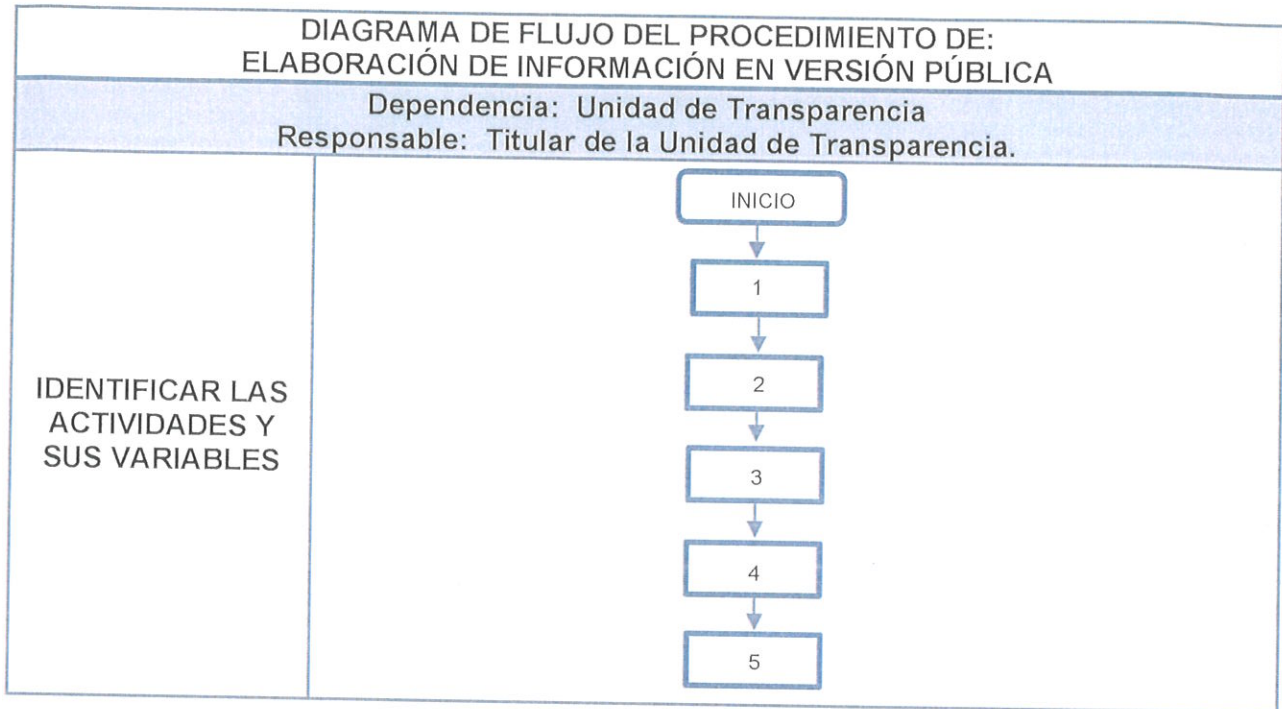 DIAGRAMA DE FLUJO DEL PROCEDIMIENTO DE:
ELABORACIÓN DE INFORMACIÓN EN VERSIÓN PÚBLICA
Dependencia: Unidad de Transparencia
Responsable: Titular de la Unidad de Transparencia.
IDENTIFICAR LAS
ACTIVIDADES Y
SUS VARIABLES
INICIO
1
2
3
4
5